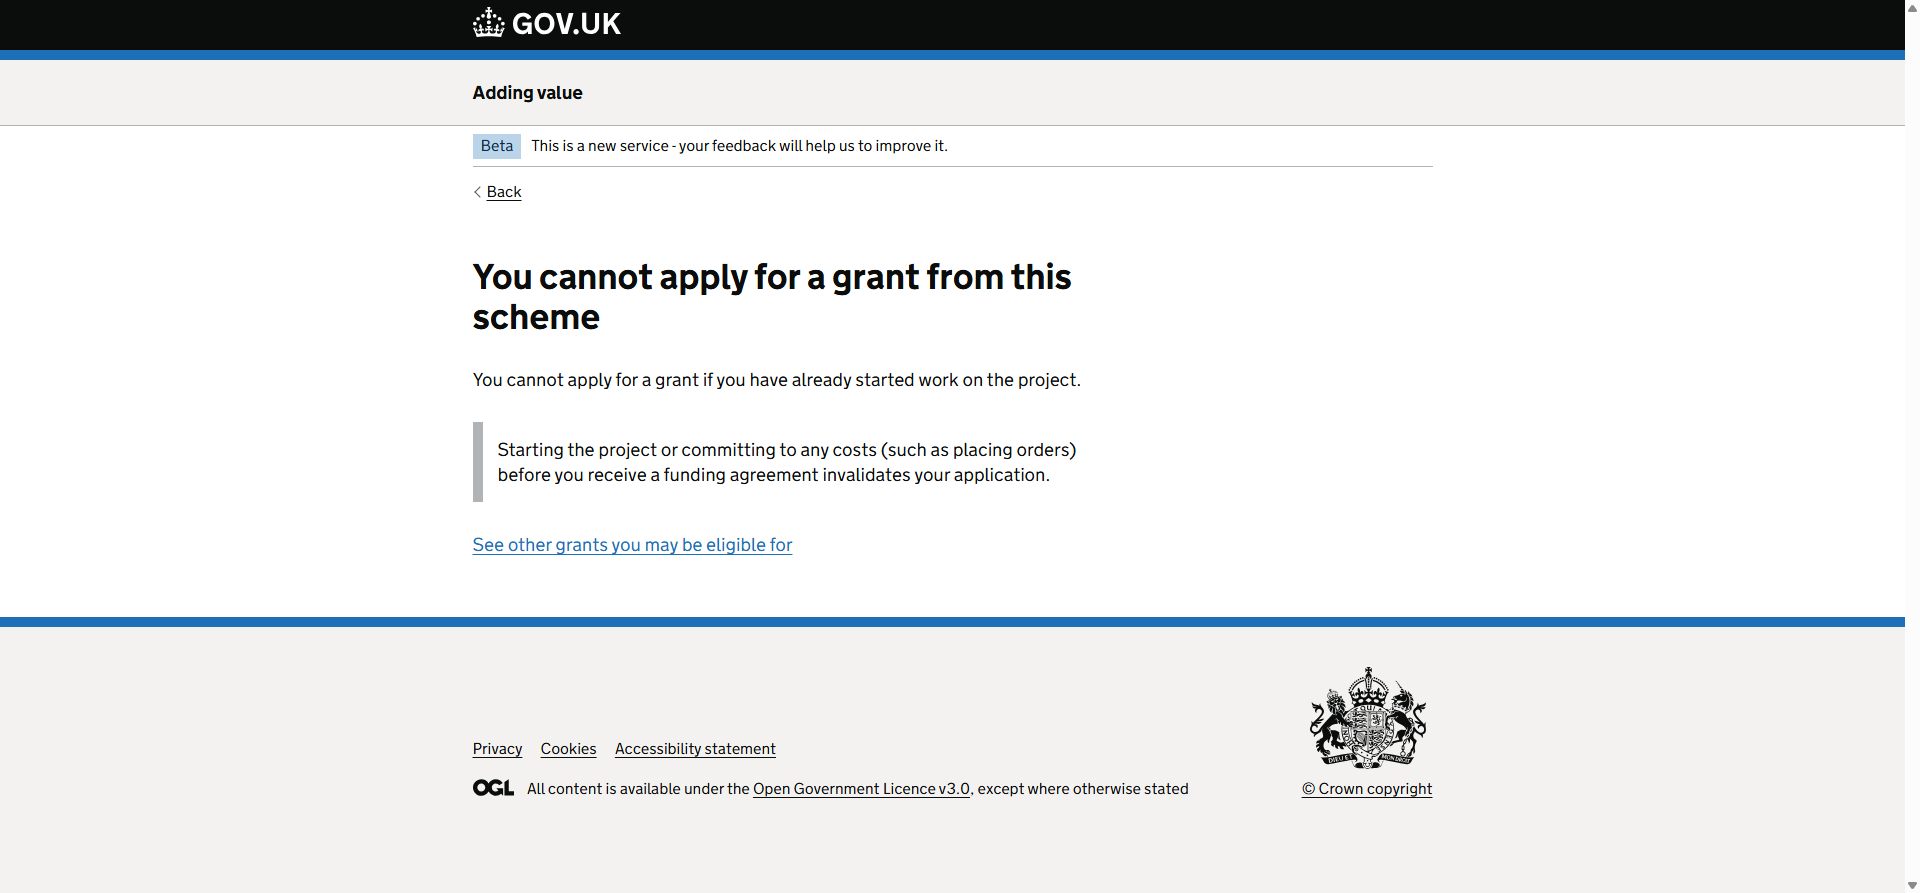 GOV.UK
Adding value
Beta This is a new service - your feedback will help us to improve it.
Back
You cannot apply for a grant from this
scheme
You cannot apply for a grant if you have already started work on the project.
Starting the project or committing to any costs (such as placing orders)
before you receive a funding agreement invalidates your application.
See other grants you may be eligible for
Privacy Cookies Accessibility statement
OGL All content is available under the Open Government Licence v3.0, except where otherwise stated
DIEU ET MON DROIT
© Crown copyright